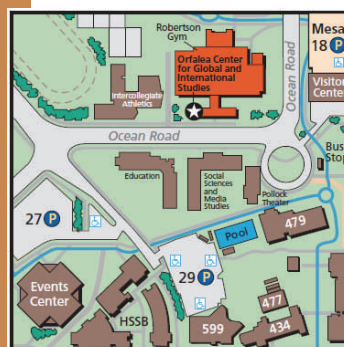 Robertson
Gym
Orfalea Center
for Global and
International
Studies
Mesa
18 P
Visitor
Center
Intercollegiate
Athletics
Ocean Road
Ocean Road
Bus
Stop
Education
Social
Sciences
and
Media
Studies
Pollock
Theater
27 P
Pool
479
29 P
Events
Center
HSSB
477
599
434